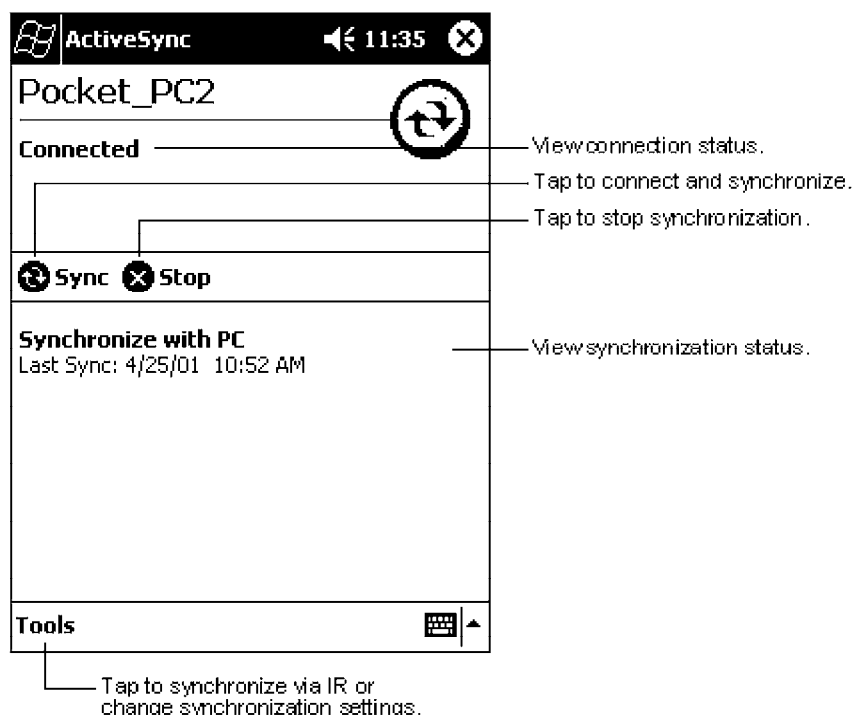 ActiveSync 11:35
Pocket_PC2
Connected
View connection status.
Tap to connect and synchronize.
Tap to stop synchronization.
Sync Stop
Synchronize with PC
Last Sync: 4/25/01 10:52 AM
View synchronization status.
Tools
Tap to synchronize via IR or
change synchronization settings.